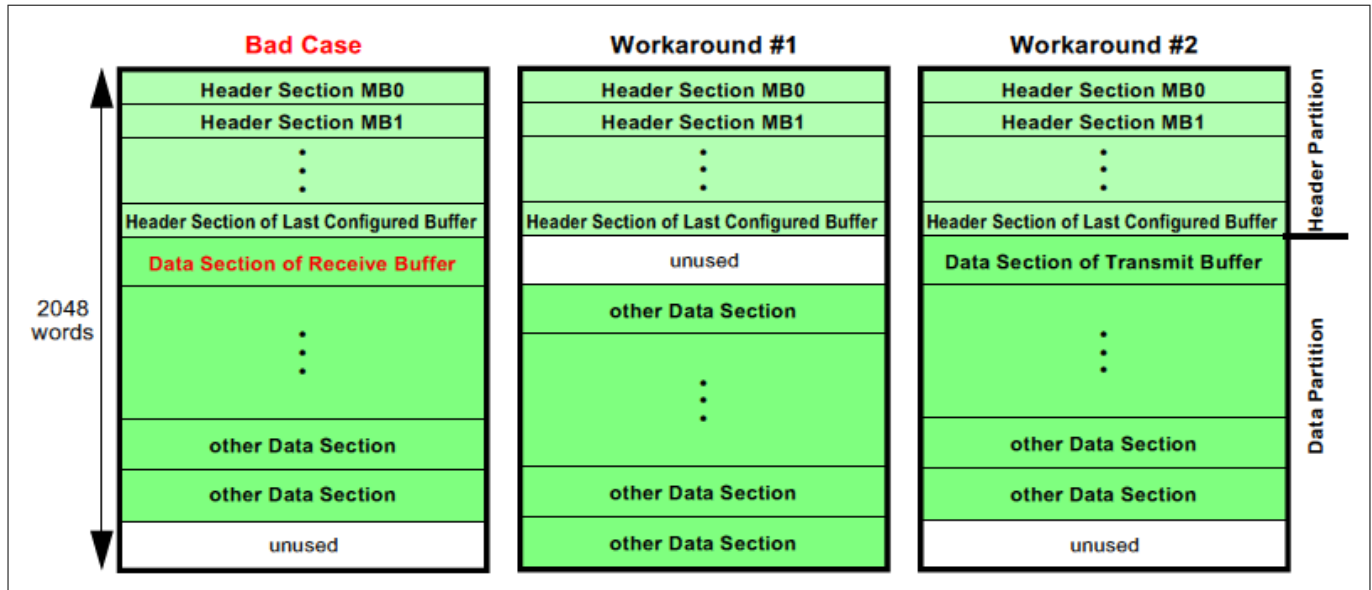 Bad Case
Workaround #1
Workaround #2
2048
words
Header Section MB0
Header Section MB1
Header Section of Last Configured Buffer
Data Section of Receive Buffer
other Data Section
other Data Section
unused
Header Section MB0
Header Section MB1
Header Section of Last Configured Buffer
unused
other Data Section
other Data Section
other Data Section
Header Section MB0
Header Section MB1
Header Section of Last Configured Buffer
Data Section of Transmit Buffer
other Data Section
other Data Section
unused
Header Partition
Data Partition